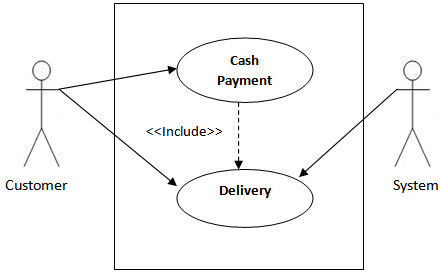 Cash
Payment
<<Include>>
Delivery
Customer
System